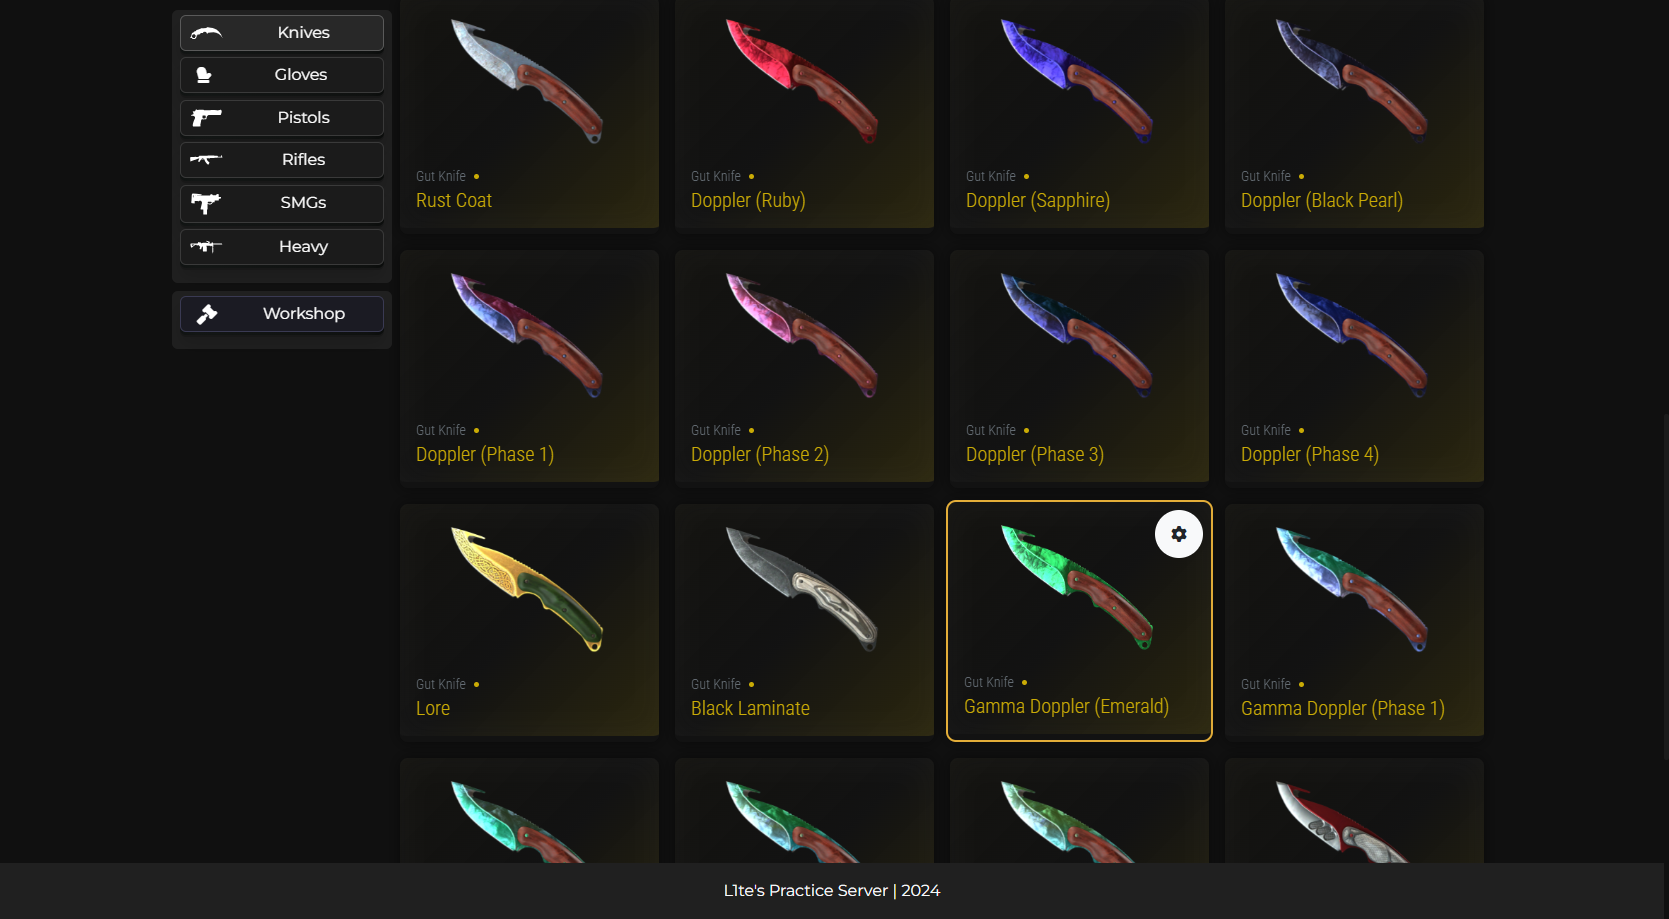 Knives
Gloves
Pistols
Rifles
SMGs
Heavy
Workshop
Gut Knife
Rust Coat
Gut Knife
Doppler (Ruby)
Gut Knife
Doppler (Sapphire)
Gut Knife
Doppler (Black Pearl)
Gut Knife
Doppler (Phase 1)
Gut Knife
Doppler (Phase 2)
Gut Knife
Doppler (Phase 3)
Gut Knife
Doppler (Phase 4)
Gut Knife
Lore
Gut Knife
Black Laminate
Gut Knife
Gamma Doppler (Emerald)
Gut Knife
Gamma Doppler (Phase 1)
L1te's Practice Server | 2024